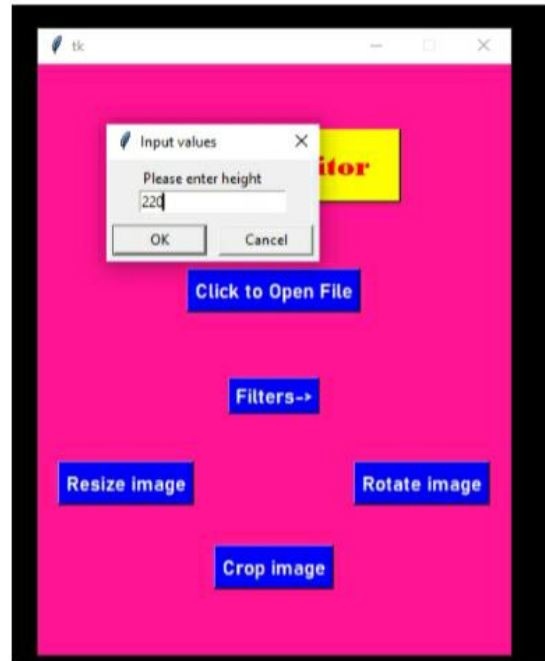 tk
Input values
Please enter height
220
OK Cancel
itor
Click to Open File
Filters->
Resize image Rotate image
Crop image